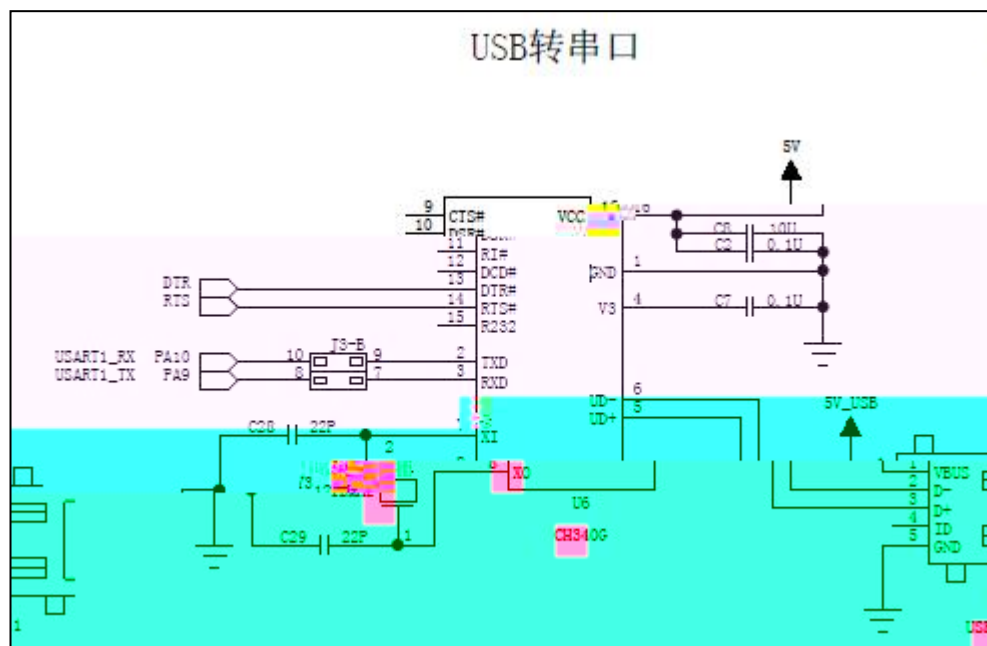 USB转串口
5V
9 CTS# VCC
10
11 RI# C8 10U
C2 0.1U
12 DCD# GND 1
DTR 13 DTR#
RTS 14 RTS# V3 4 C7 0.1U
15 R232
J3-B
USART1_RX PA10 10 9 2 TXD
USART1_TX PA9 8 7 3 RXD
UD- 6
UD+ 5
5V_USB
C28 22P XI
2
XO
1 VBUS
2 D-
3 D+
4 ID
5 GND
U6
CH340G
C29 22P 1
1